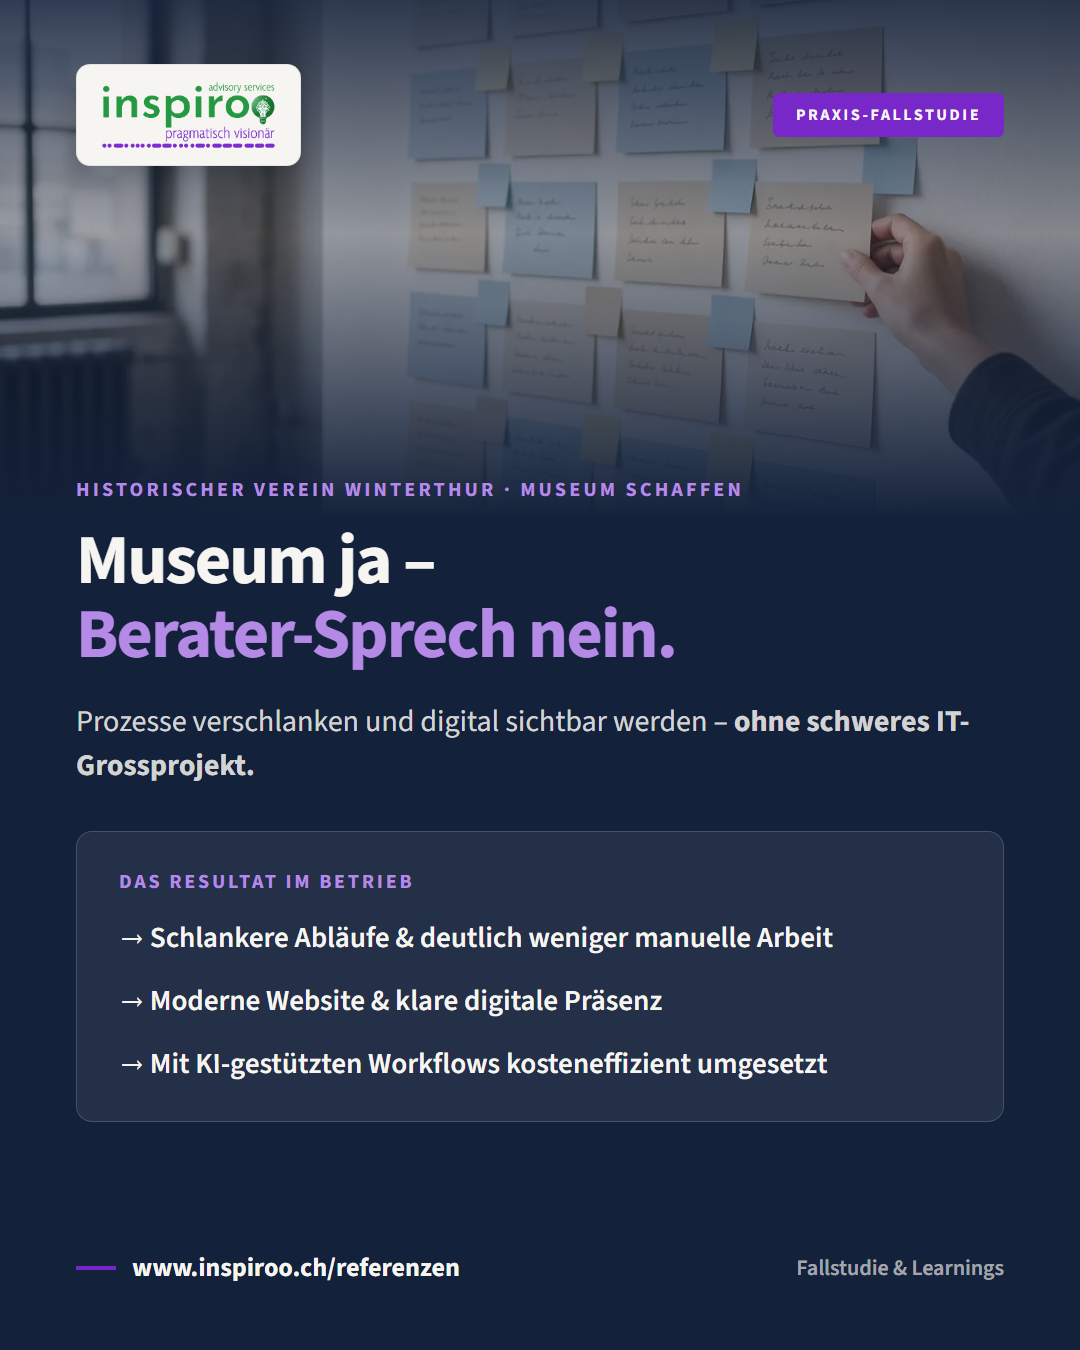 advisory services
inspiroo
pragmatisch visionär
PRAXIS-FALLSTUDIE
HISTORISCHER VEREIN WINTERTHUR · MUSEUM SCHAFFEN
Museum ja –
Berater-Sprech nein.
Prozesse verschlanken und digital sichtbar werden – ohne schweres IT-
Grossprojekt.
DAS RESULTAT IM BETRIEB
→ Schlankere Abläufe & deutlich weniger manuelle Arbeit
→ Moderne Website & klare digitale Präsenz
→ Mit KI-gestützten Workflows kosteneffizient umgesetzt
www.inspiroo.ch/referenzen
Fallstudie & Learnings